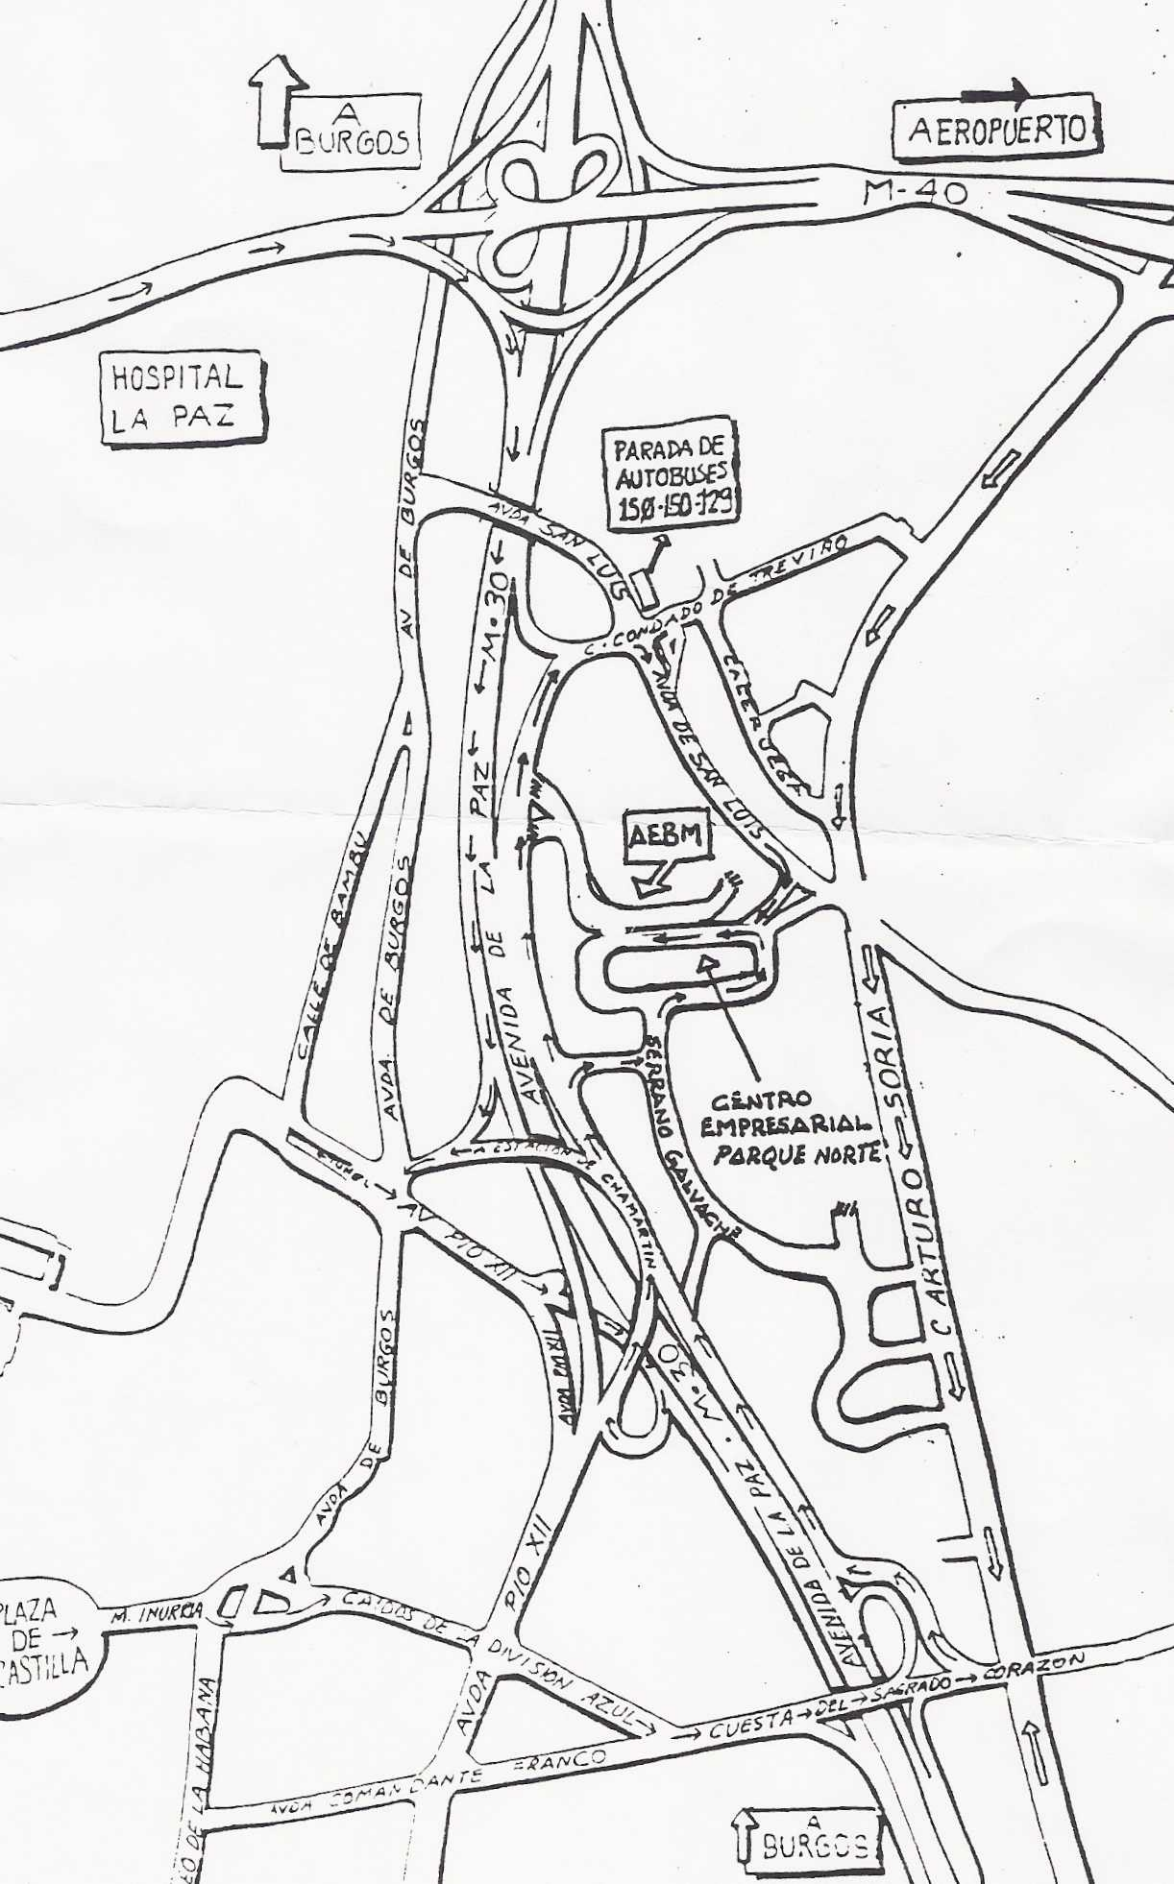 A
BURGOS
AEROPUERTO
M-40
HOSPITAL
LA PAZ
PARADA DE
AUTOBUSES
150-150-129
AV DE BURGOS
AVDA SAN LUIS
C. CONDADO DE TREVIÑO
M.30
CALERUEGA
AVDA DE SAN LUIS
AEBM
AVENIDA DE LA PAZ
CALLE DE BAMBU
AVDA. DE BURGOS
SERRANO GALVACHE
CENTRO
EMPRESARIAL
PARQUE NORTE
C ARTURO SORIA
A ESTACION DE CHAMARTIN
TUNEL
AV PIO XII
AVDA PIO XII
AVDA DE BURGOS
AVENIDA DE LA PAZ . M-30
AVENIDA
PLAZA
DE
CASTILLA
M. INURRIA
CAIDOS DE LA DIVISION AZUL
AVDA PIO XII
CUESTA DEL SAGRADO CORAZON
AVDA COMANDANTE FRANCO
EO DE LA HABANA
A
BURGOS